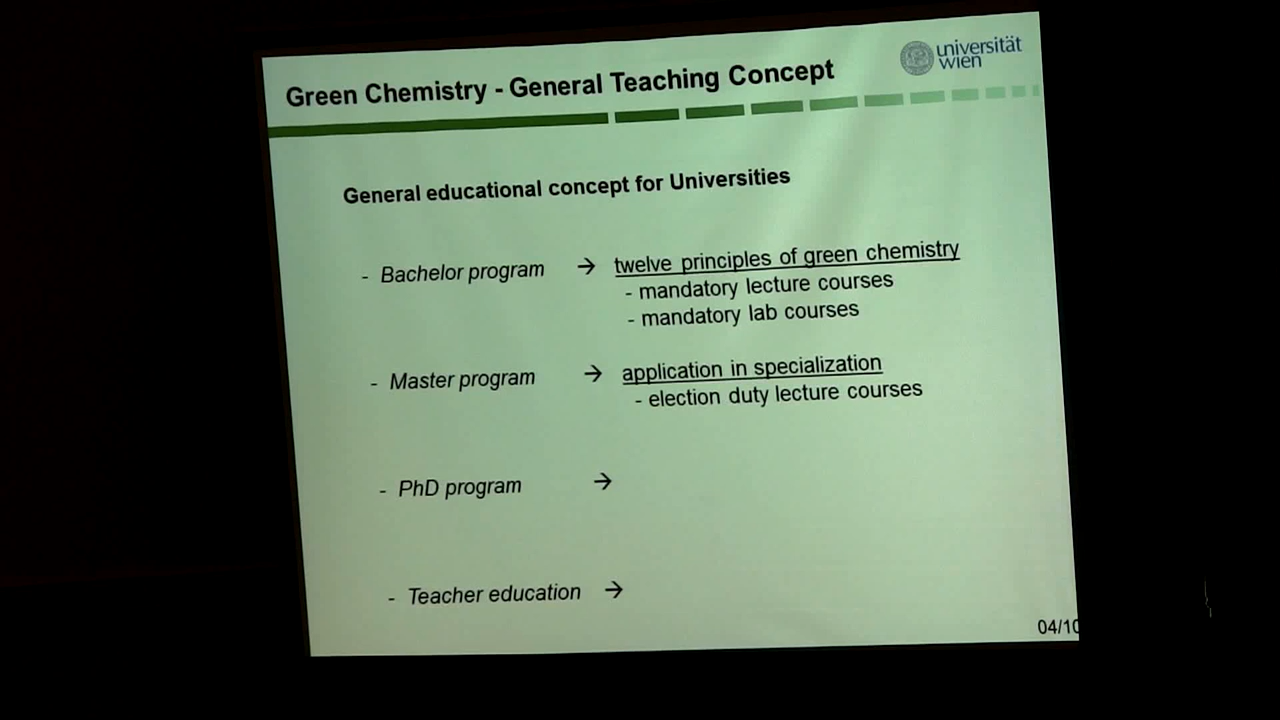 Green Chemistry - General Teaching Concept
universität
wien
General educational concept for Universities
- Bachelor program → twelve principles of green chemistry
- mandatory lecture courses
- mandatory lab courses
- Master program → application in specialization
- election duty lecture courses
- PhD program →
- Teacher education →
04/10